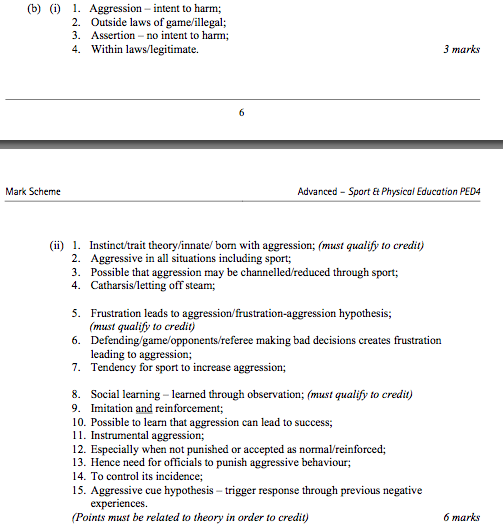 (b) (i) 1. Aggression – intent to harm;
2. Outside laws of game/illegal;
3. Assertion – no intent to harm;
4. Within laws/legitimate. 3 marks
6
Mark Scheme Advanced – Sport & Physical Education PED4
(ii) 1. Instinct/trait theory/innate/ born with aggression; (must qualify to credit)
2. Aggressive in all situations including sport;
3. Possible that aggression may be channelled/reduced through sport;
4. Catharsis/letting off steam;
5. Frustration leads to aggression/frustration-aggression hypothesis;
(must qualify to credit)
6. Defending/game/opponents/referee making bad decisions creates frustration
leading to aggression;
7. Tendency for sport to increase aggression;
8. Social learning – learned through observation; (must qualify to credit)
9. Imitation and reinforcement;
10. Possible to learn that aggression can lead to success;
11. Instrumental aggression;
12. Especially when not punished or accepted as normal/reinforced;
13. Hence need for officials to punish aggressive behaviour;
14. To control its incidence;
15. Aggressive cue hypothesis – trigger response through previous negative
experiences.
(Points must be related to theory in order to credit) 6 marks